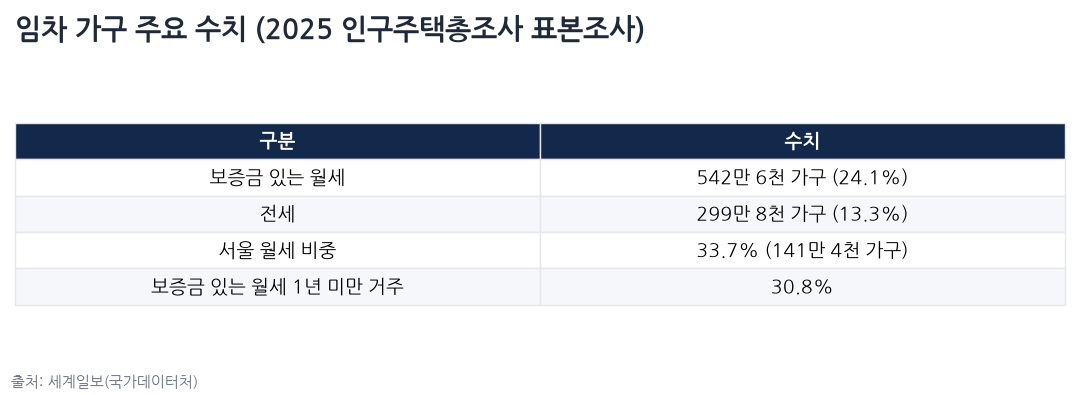 임차 가구 주요 수치 (2025 인구주택총조사 표본조사)
구분 수치
보증금 있는 월세 542만 6천 가구 (24.1%)
전세 299만 8천 가구 (13.3%)
서울 월세 비중 33.7% (141만 4천 가구)
보증금 있는 월세 1년 미만 거주 30.8%
출처: 세계일보(국가데이터처)